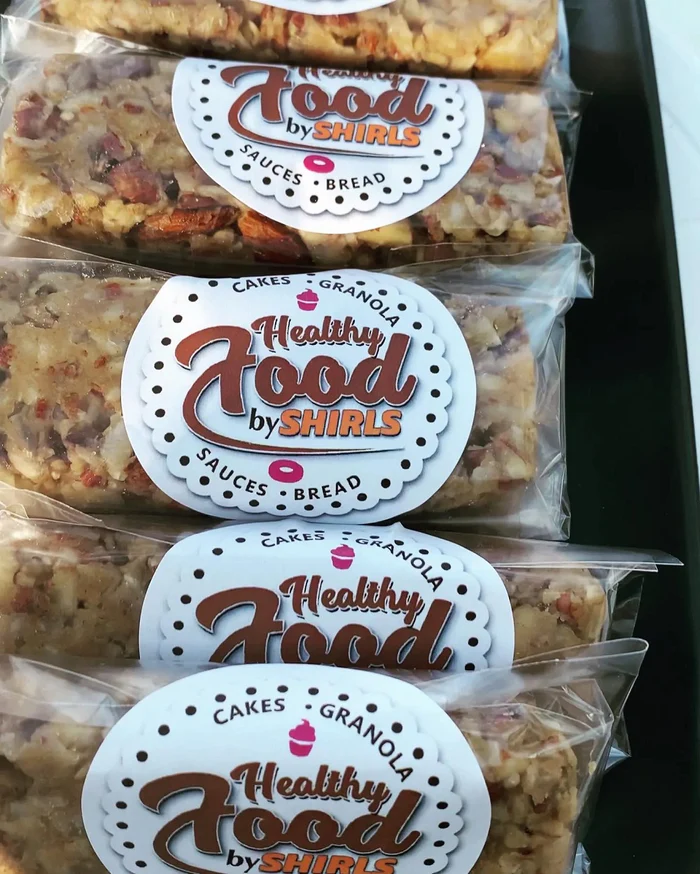 Healthy
Food
by SHIRLS
SAUCES · BREAD
CAKES · GRANOLA
Healthy
Food
by SHIRLS
SAUCES · BREAD
CAKES · GRANOLA
Healthy
Food
CAKES · GRANOLA
Healthy
Food
by SHIRLS